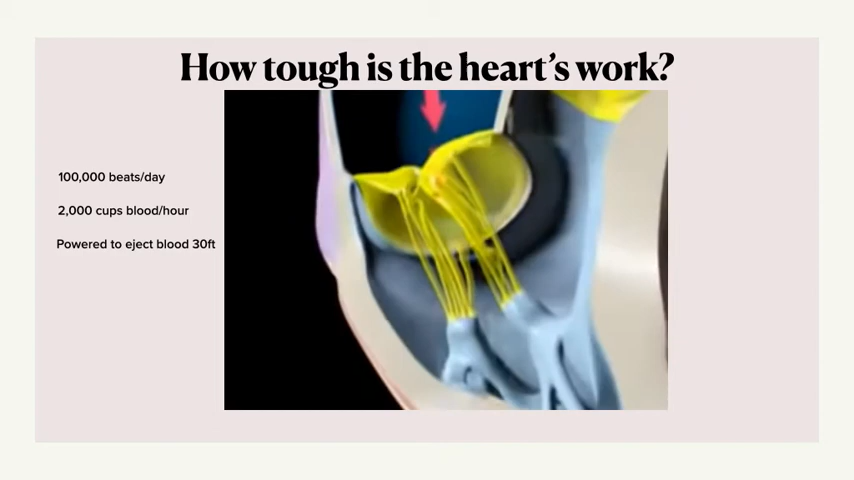 How tough is the heart’s work?
100,000 beats/day
2,000 cups blood/hour
Powered to eject blood 30ft